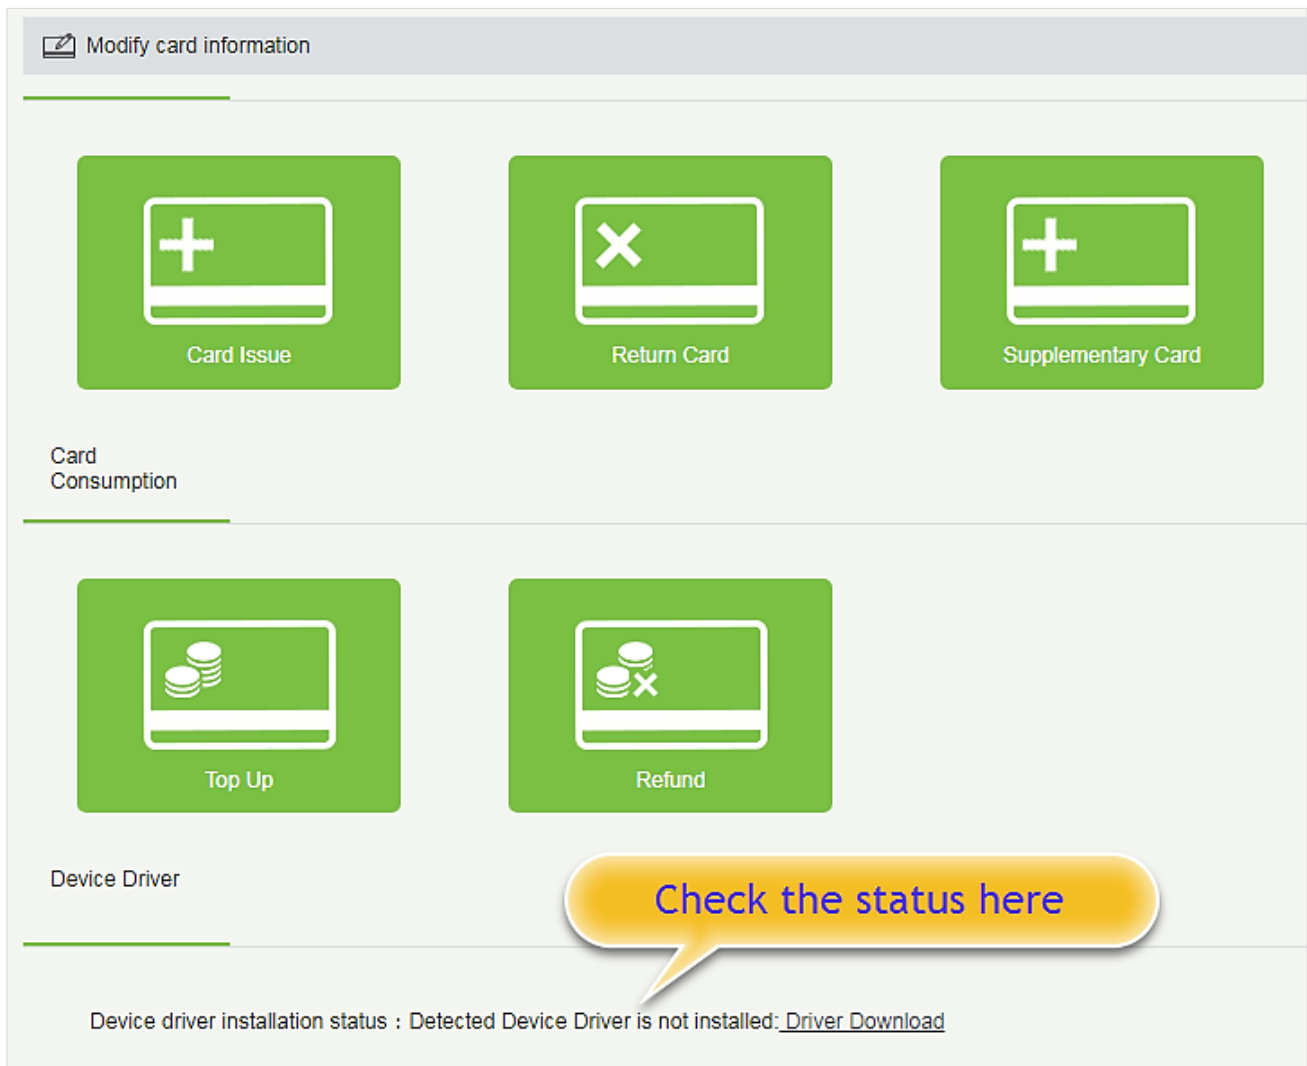 Modify card information
Card Issue
Return Card
Supplementary Card
Card
Consumption
Top Up
Refund
Device Driver
Check the status here
Device driver installation status : Detected Device Driver is not installed: Driver Download